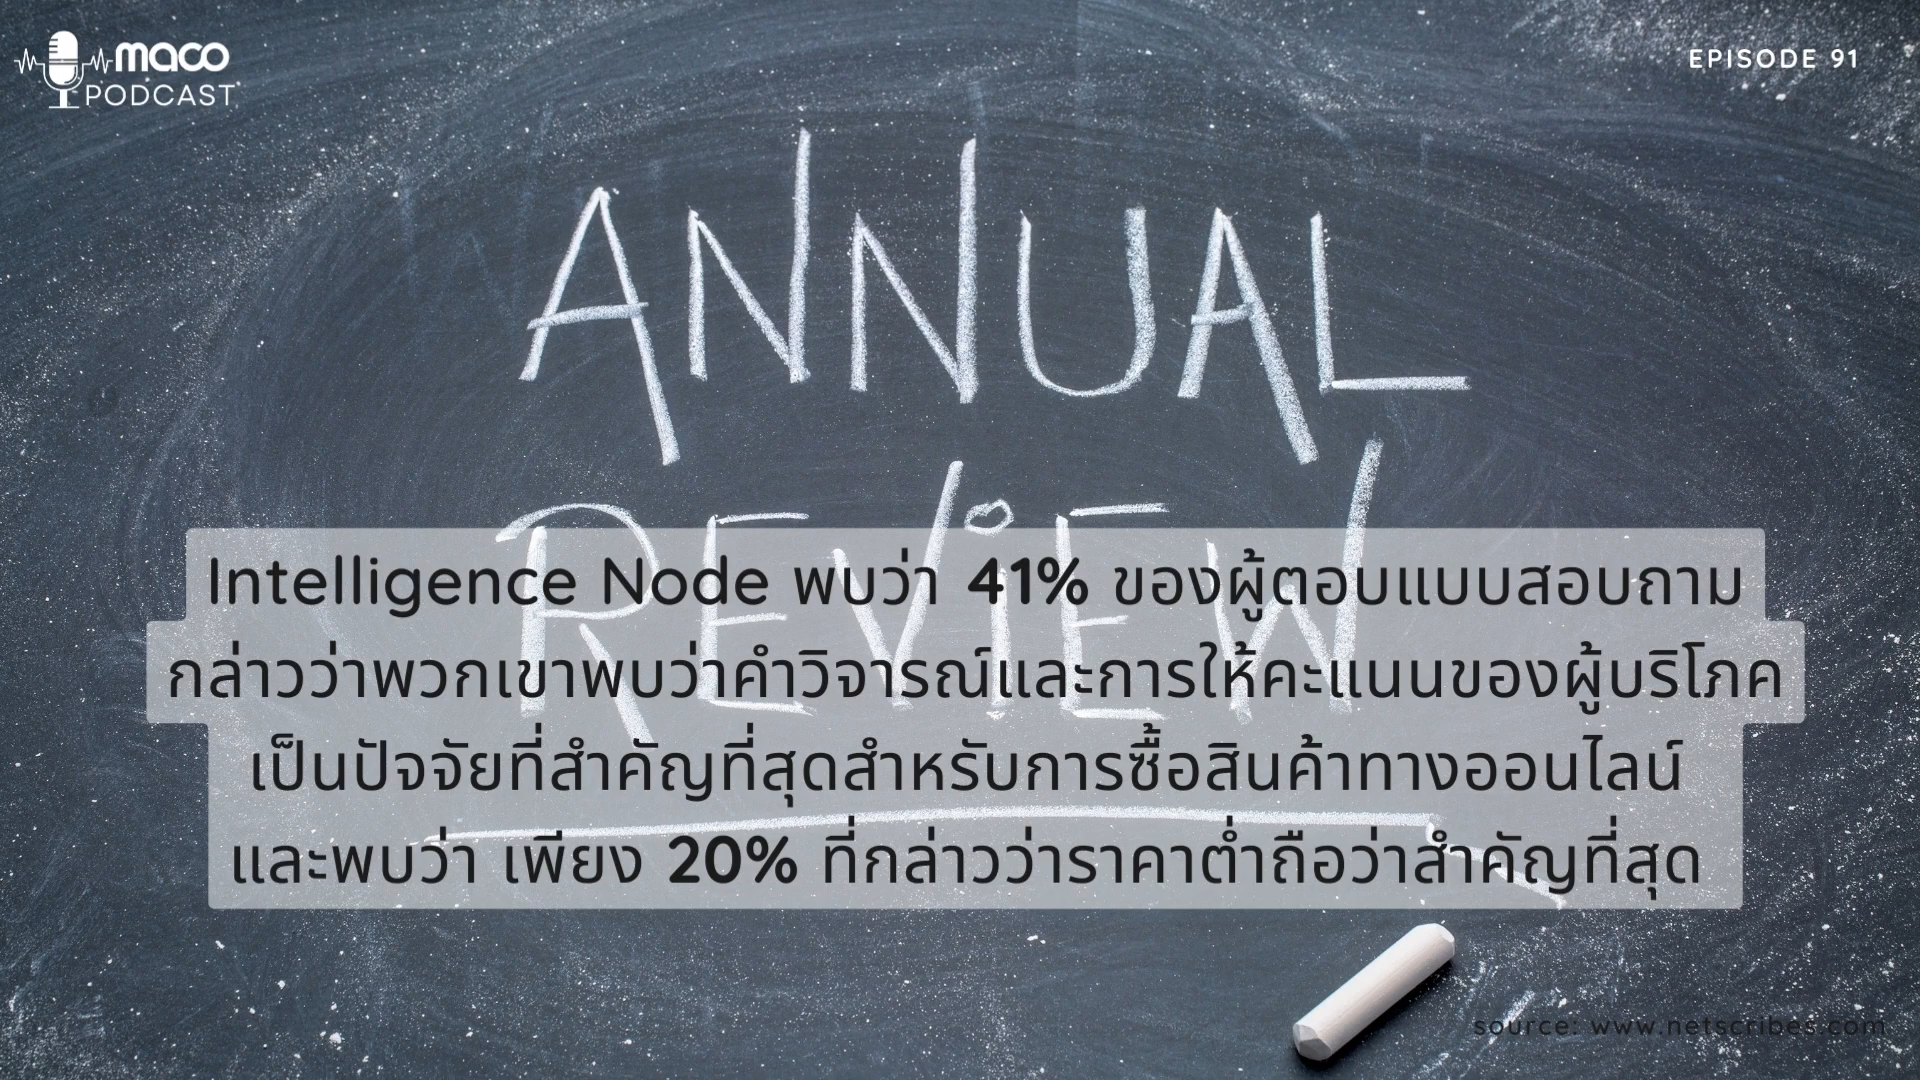 maco
PODCAST
EPISODE 91
ANNUAL
REVIEW
Intelligence Node พบว่า 41% ของผู้ตอบแบบสอบถาม
กล่าวว่าพวกเขาพบว่าคำวิจารณ์และการให้คะแนนของผู้บริโภค
เป็นปัจจัยที่สำคัญที่สุดสำหรับการซื้อสินค้าทางออนไลน์
และพบว่า เพียง 20% ที่กล่าวว่าราคาต่ำถือว่าสำคัญที่สุด
source: www.netscribes.com